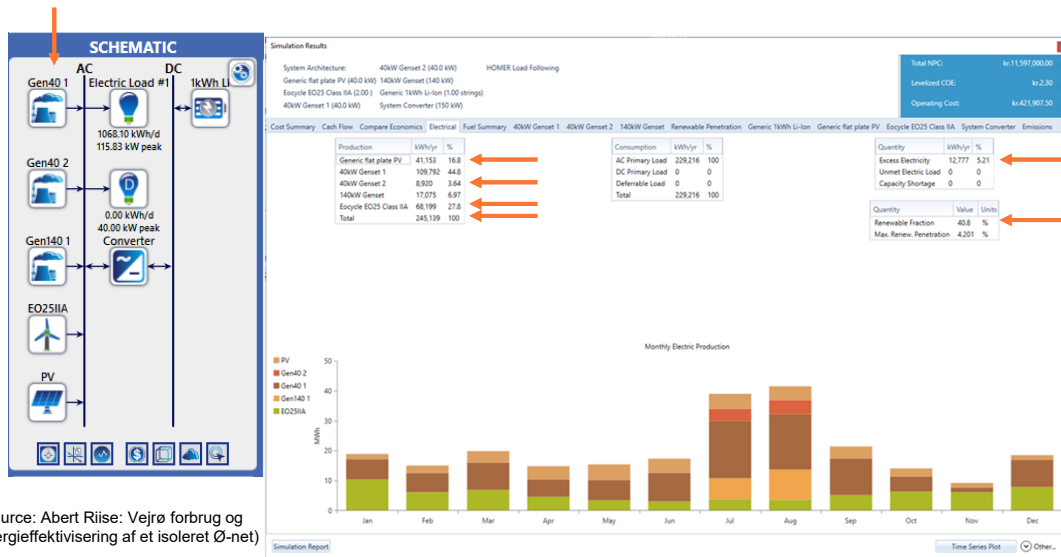 SCHEMATIC
AC DC
Gen40 1 Electric Load #1 1kWh LI
1068.10 kWh/d
115.83 kW peak
Gen40 2
0.00 kWh/d
40.00 kW peak
Gen140 1 Converter
EO25IIA
PV
urce: Abert Riise: Vejrø forbrug og
ergieffektivisering af et isoleret Ø-net)
Simulation Results
System Architecture: 40kW Genset 2 (40.0 kW) HOMER Load Following
Generic flat plate PV (40.0 kW) 140kW Genset (140 kW)
Eocycle EO25 Class IIA (2.00 ) Generic 1kWh Li-Ion (1.00 strings)
40kW Genset 1 (40.0 kW) System Converter (150 kW)
Total NPC: kr.11,597,000.00
Levelized COE: kr.2.30
Operating Cost: kr.421,907.50
Cost Summary Cash Flow Compare Economics Electrical Fuel Summary 40kW Genset 1 40kW Genset 2 140kW Genset Renewable Penetration Generic 1kWh Li-Ion Generic flat plate PV Eocycle EO25 Class IIA System Converter Emissions
Production kWh/yr %
Generic flat plate PV 41,153 16.8
40kW Genset 1 109,792 44.8
40kW Genset 2 8,920 3.64
140kW Genset 17,075 6.97
Eocycle EO25 Class IIA 68,199 27.8
Total 245,139 100
Consumption kWh/yr %
AC Primary Load 229,216 100
DC Primary Load 0 0
Deferrable Load 0 0
Total 229,216 100
Quantity kWh/yr %
Excess Electricity 12,777 5.21
Unmet Electric Load 0 0
Capacity Shortage 0 0
Quantity Value Units
Renewable Fraction 40.8 %
Max. Renew. Penetration 4,201 %
Monthly Electric Production
PV
Gen40 2
Gen40 1
Gen140 1
EO25IIA
MWh
50
40
30
20
10
0
Jan Feb Mar Apr May Jun Jul Aug Sep Oct Nov Dec
Simulation Report Time Series Plot Other...